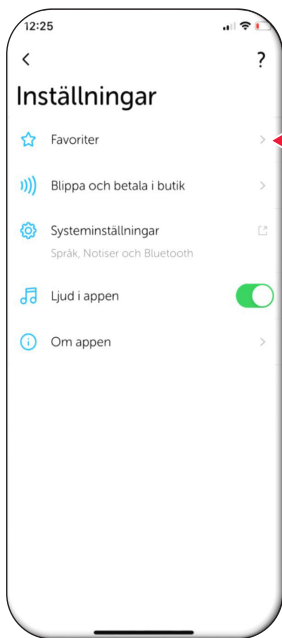 12:25
?
Inställningar
Favoriter
Blippa och betala i butik
Systeminställningar
Språk, Notiser och Bluetooth
Ljud i appen
Om appen